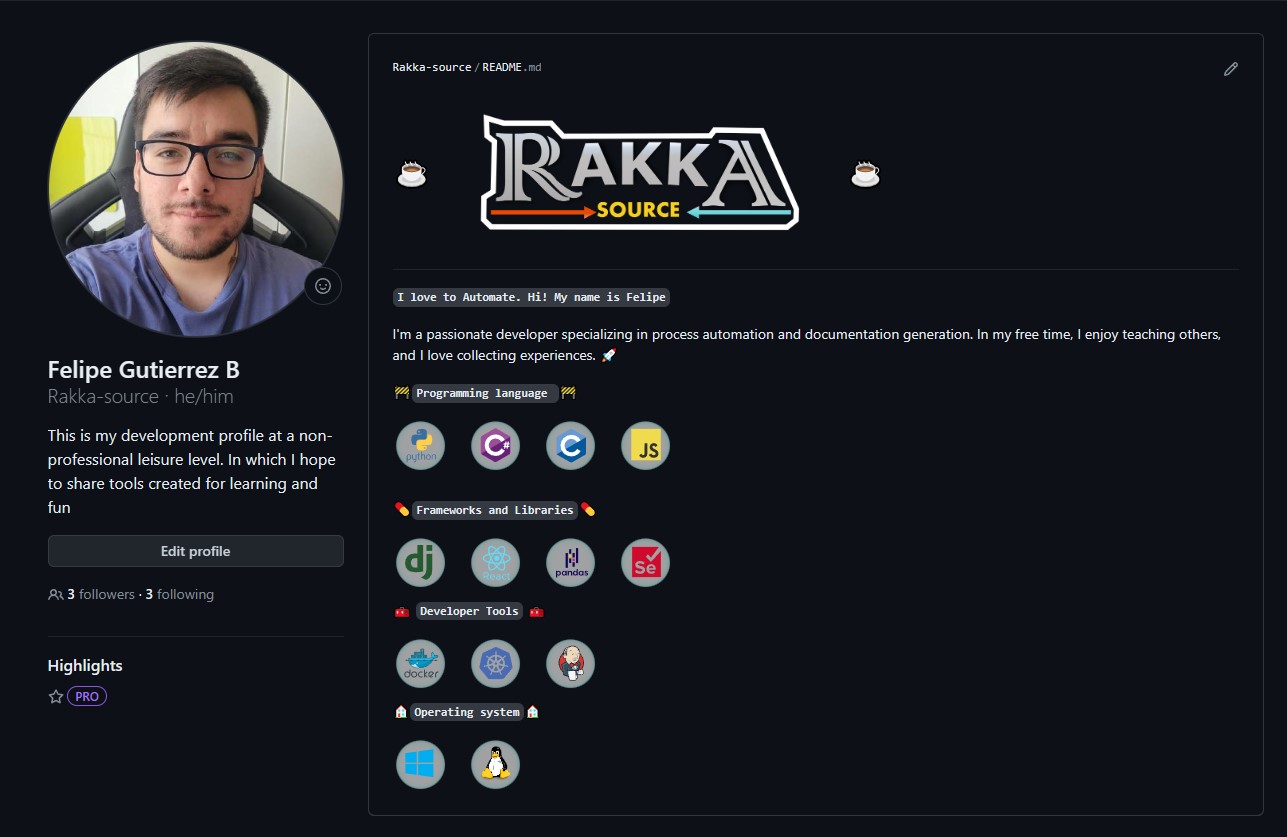 Rakka-source / README.md
RAKKA
SOURCE
I love to Automate. Hi! My name is Felipe
I'm a passionate developer specializing in process automation and documentation generation. In my free time, I enjoy teaching others,
and I love collecting experiences. 🚀
Programming language
python
C#
C
JS
Frameworks and Libraries
dj
React
pandas
Se
Developer Tools
docker
Operating system
Felipe Gutierrez B
Rakka-source · he/him
This is my development profile at a non-
professional leisure level. In which I hope
to share tools created for learning and
fun
Edit profile
3 followers · 3 following
Highlights
PRO